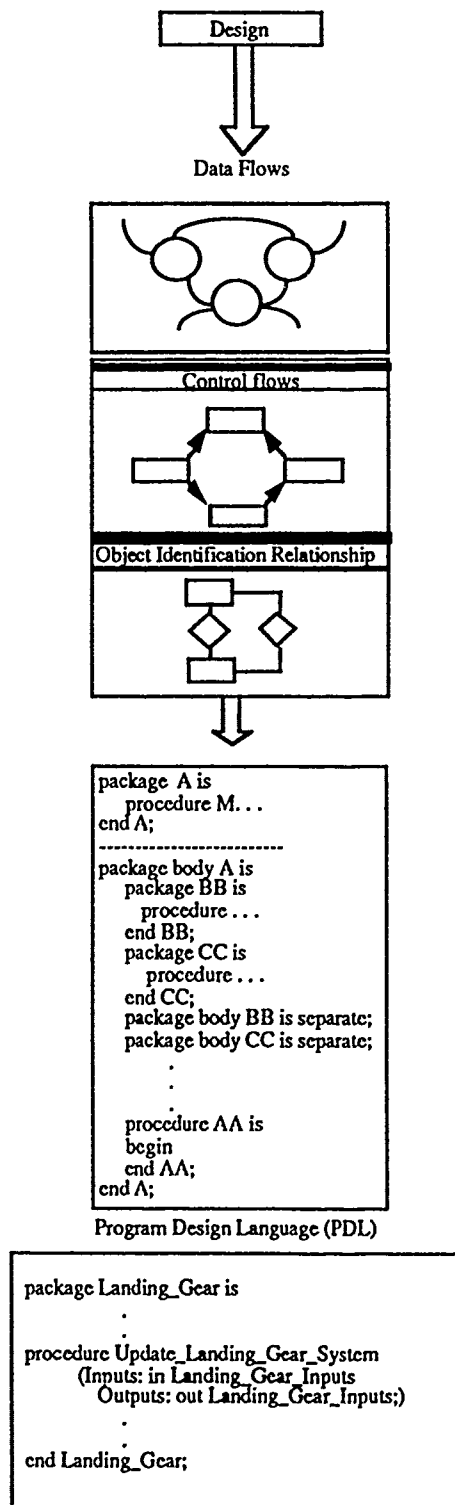 Design
Data Flows
Control flows
Object Identification Relationship
package A is
procedure M. . .
end A;
---------------------------
package body A is
package BB is
procedure . . .
end BB;
package CC is
procedure . . .
end CC;
package body BB is separate;
package body CC is separate;
.
.
.
procedure AA is
begin
end AA;
end A;
Program Design Language (PDL)
package Landing_Gear is
.
.
procedure Update_Landing_Gear_System
(Inputs: in Landing_Gear_Inputs
Outputs: out Landing_Gear_Inputs;)
.
.
end Landing_Gear;